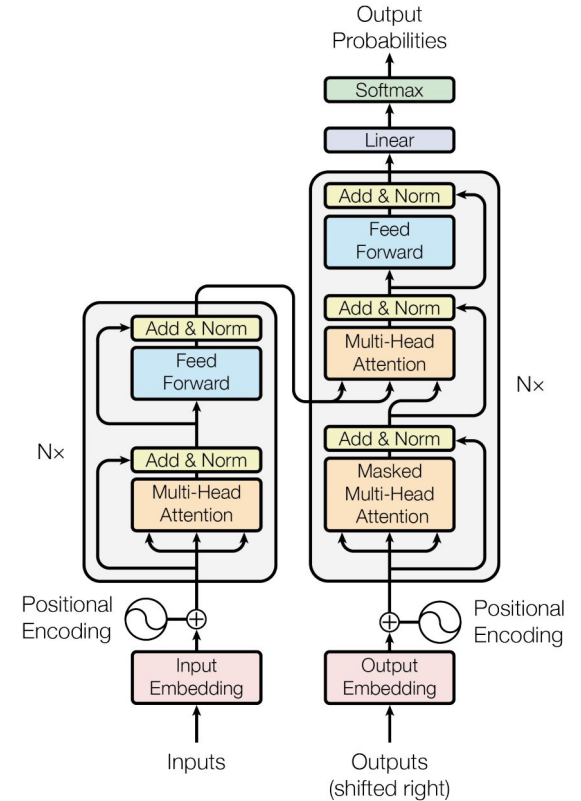 Output
Probabilities
Softmax
Linear
Add & Norm
Feed
Forward
Add & Norm
Multi-Head
Attention
Add & Norm
Masked
Multi-Head
Attention
N×
Add & Norm
Feed
Forward
Add & Norm
Multi-Head
Attention
N×
Positional
Encoding
Positional
Encoding
Input
Embedding
Output
Embedding
Inputs
Outputs
(shifted right)